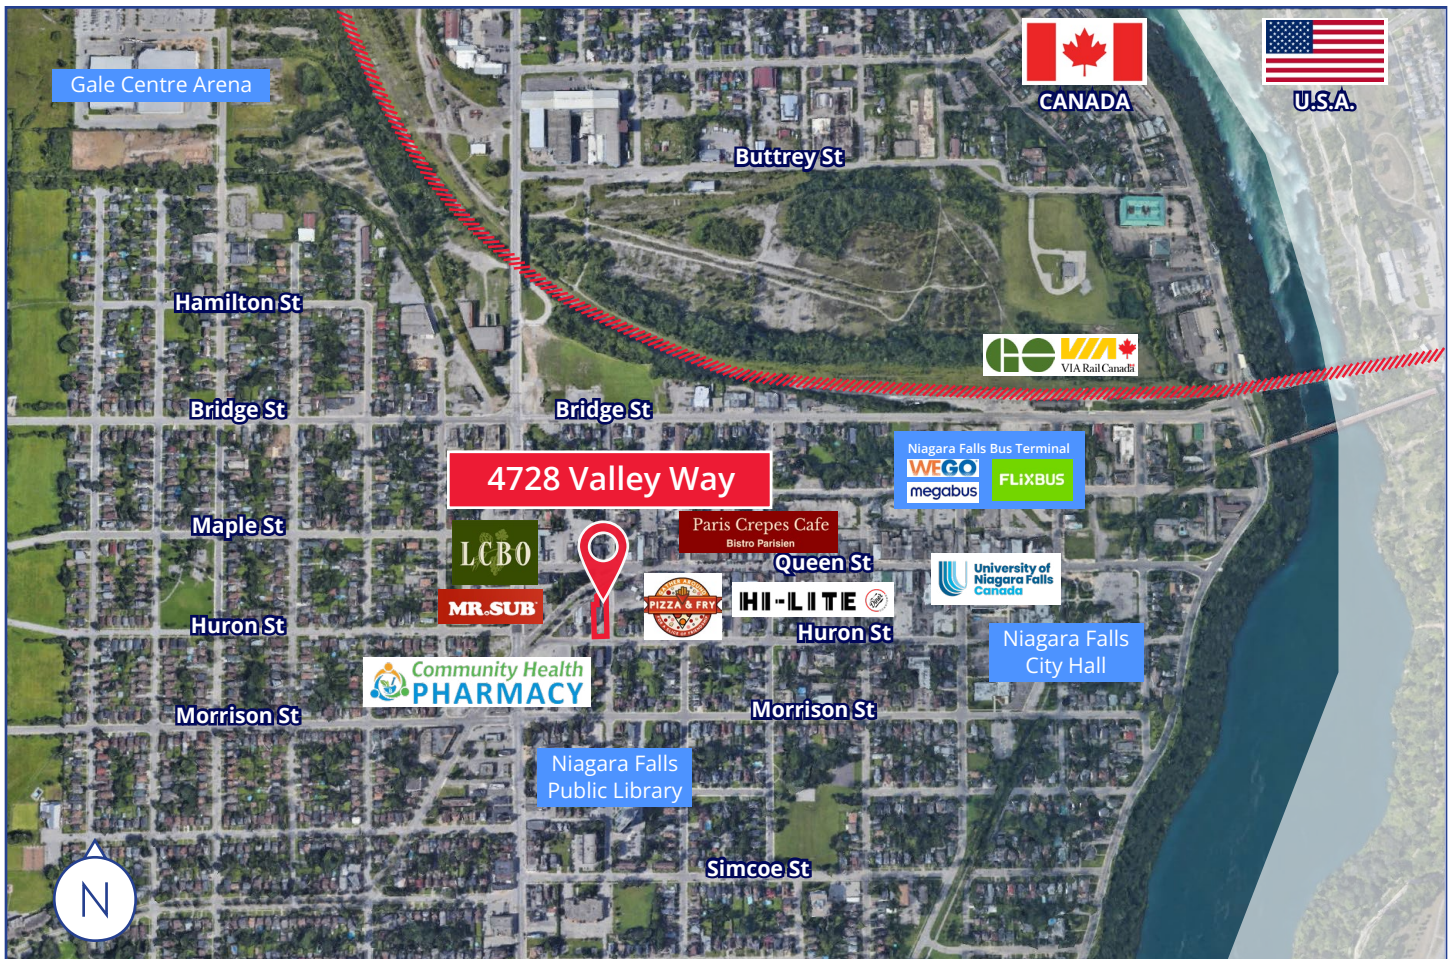 Gale Centre Arena
CANADA
U.S.A.
Buttrey St
Hamilton St
GO
VIA
VIA Rail Canada
Bridge St
Bridge St
Niagara Falls Bus Terminal
WEGO
megabus
FLiXBUS
4728 Valley Way
Maple St
LCBO
Paris Crepes Cafe
Bistro Parisien
Queen St
University of
Niagara Falls
Canada
MR.SUB
PIZZA & FRY
HI-LITE
Huron St
Huron St
Niagara Falls
City Hall
Community Health
PHARMACY
Morrison St
Morrison St
Niagara Falls
Public Library
Simcoe St
N